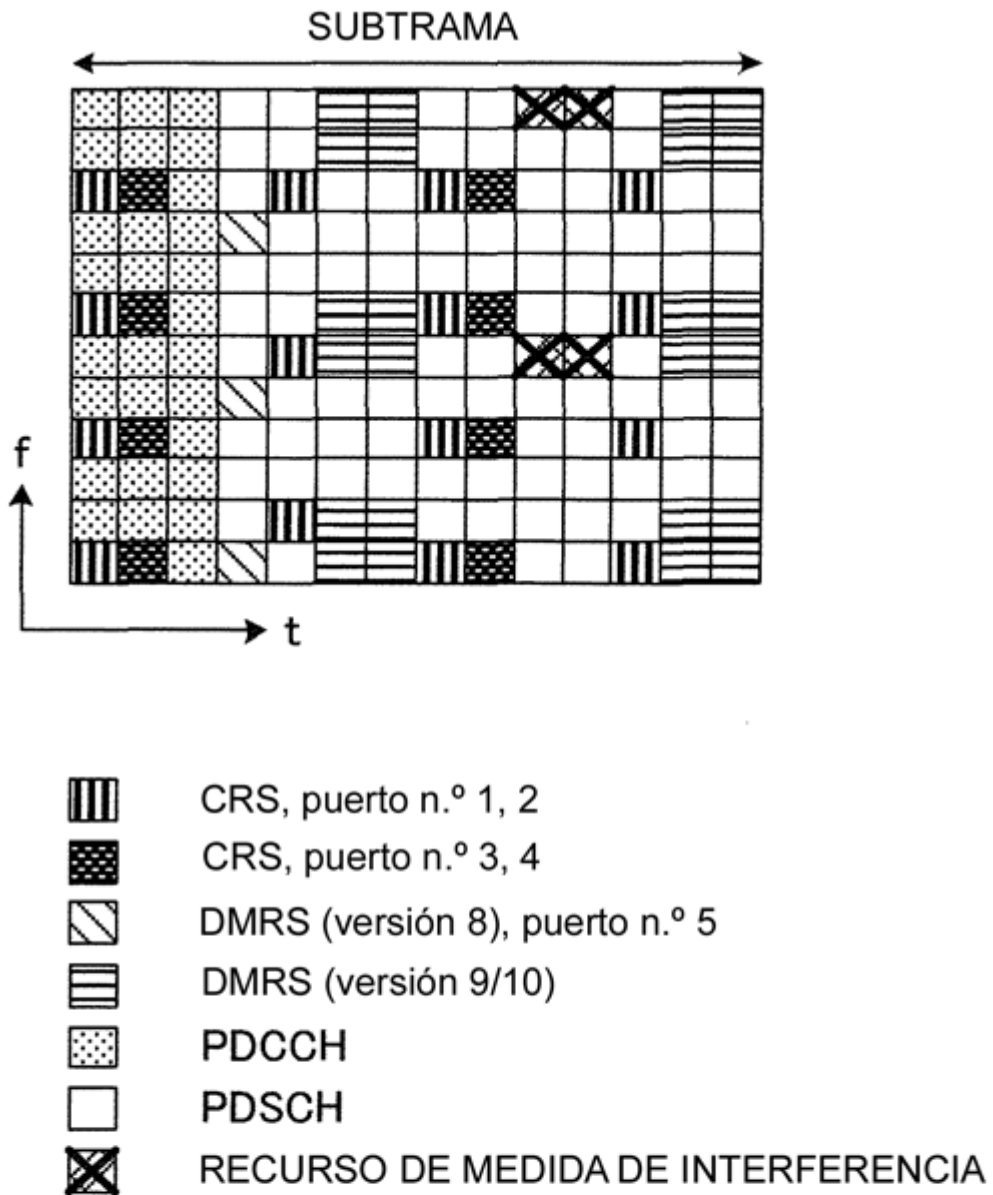 SUBTRAMA
f
t
CRS, puerto n.º 1, 2
CRS, puerto n.º 3, 4
DMRS (versión 8), puerto n.º 5
DMRS (versión 9/10)
PDCCH
PDSCH
RECURSO DE MEDIDA DE INTERFERENCIA